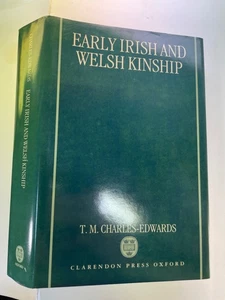 EARLY IRISH AND
WELSH KINSHIP
T. M. CHARLES-EDWARDS
CLARENDON PRESS OXFORD
EARLY IRISH AND WELSH KINSHIP